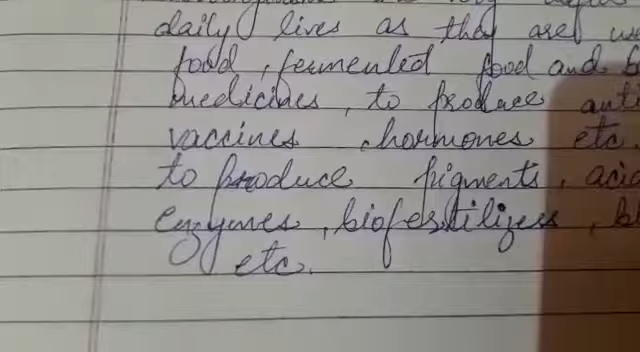 daily lives as they are
food, fermented food and
medicines, to produce
vaccines, hormones etc.
to produce pigments,
enzymes, biofertilizers,
etc.